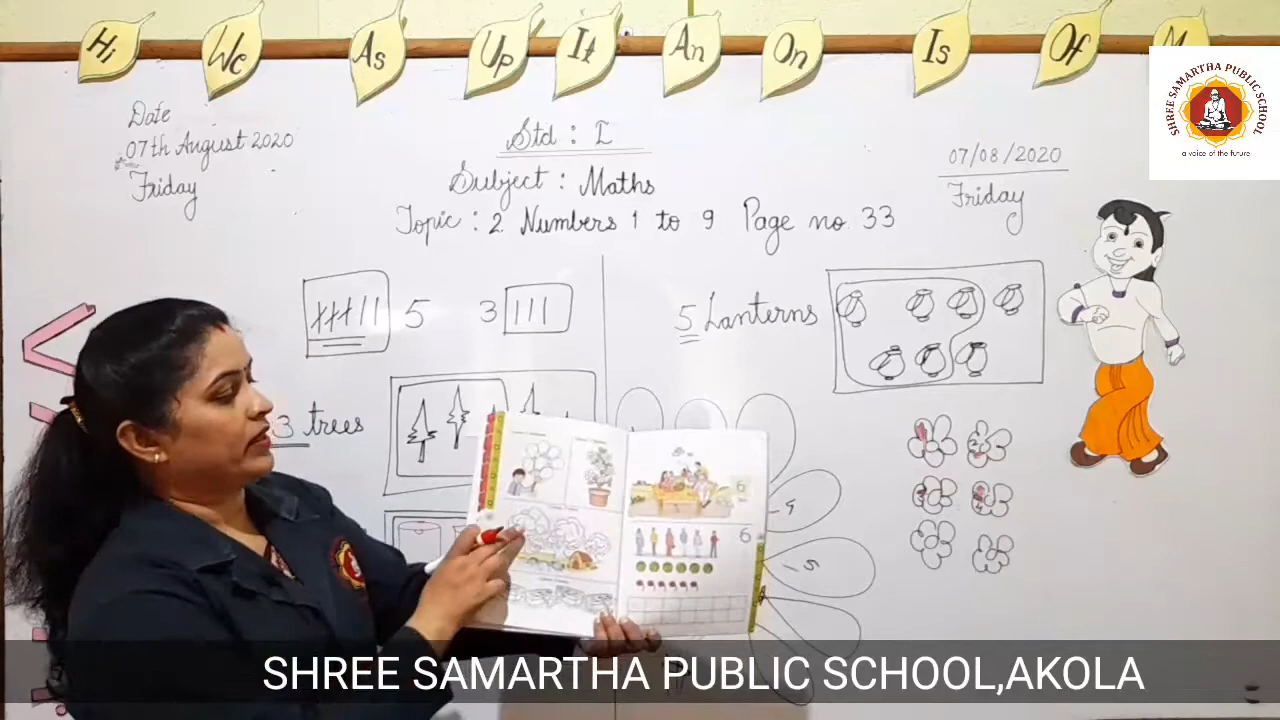 Hi
We
As
Up
It
An
On
Is
Of
SHREE SAMARTHA PUBLIC SCHOOL
a voice of the future
Date
07th August 2020
Friday
Std : I
Subject : Maths
Topic : 2 Numbers 1 to 9 Page no. 33
07/08/2020
Friday
5
3
5 Lanterns
3 trees
6
6
4
5
SHREE SAMARTHA PUBLIC SCHOOL,AKOLA